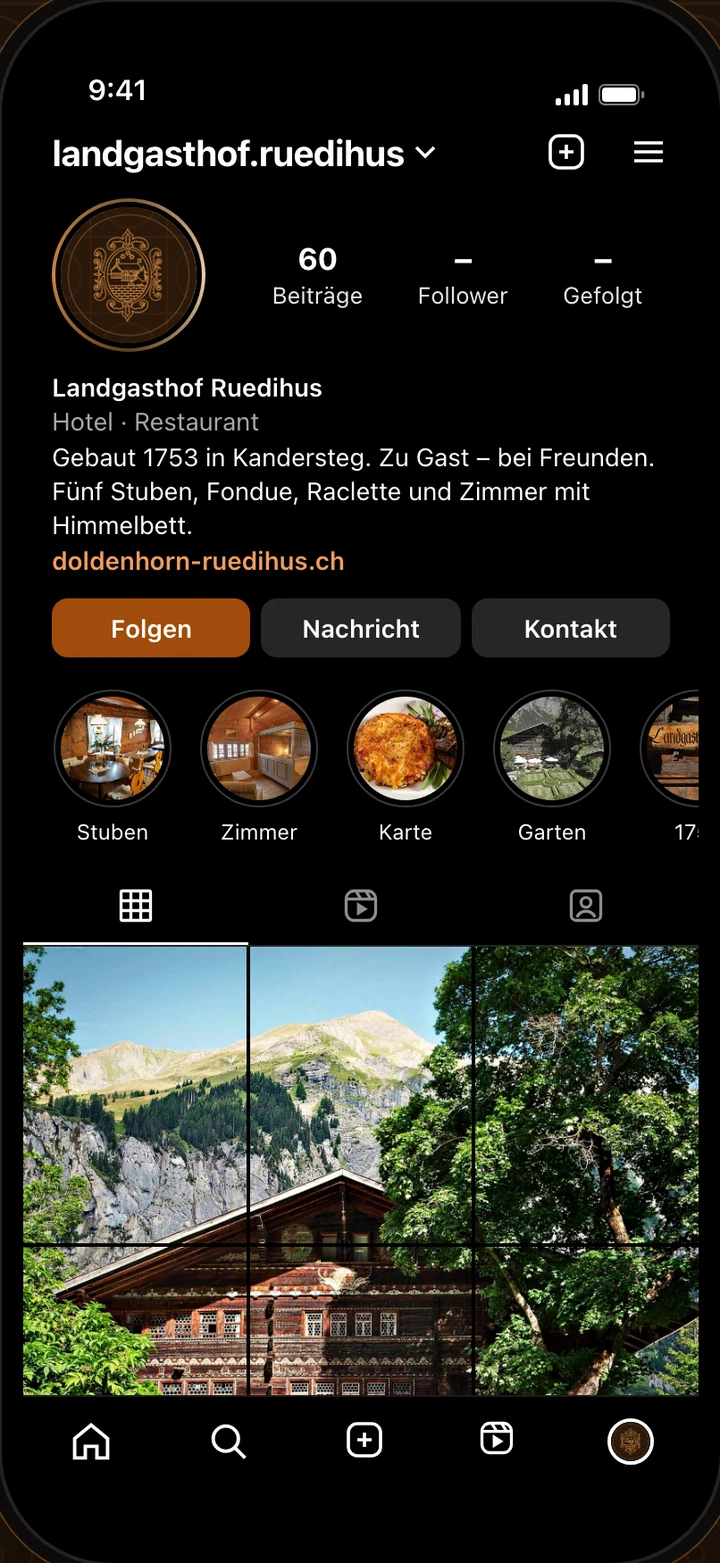 9:41
landgasthof.ruedihus
60
Beiträge
–
Follower
–
Gefolgt
Landgasthof Ruedihus
Hotel · Restaurant
Gebaut 1753 in Kandersteg. Zu Gast – bei Freunden.
Fünf Stuben, Fondue, Raclette und Zimmer mit
Himmelbett.
doldenhorn-ruedihus.ch
Folgen
Nachricht
Kontakt
Stuben
Zimmer
Karte
Garten